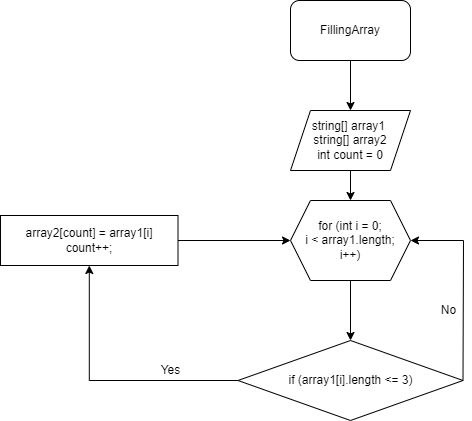 FillingArray
string[] array1
string[] array2
int count = 0
for (int i = 0;
i < array1.length;
i++)
array2[count] = array1[i]
count++;
No
Yes
if (array1[i].length <= 3)